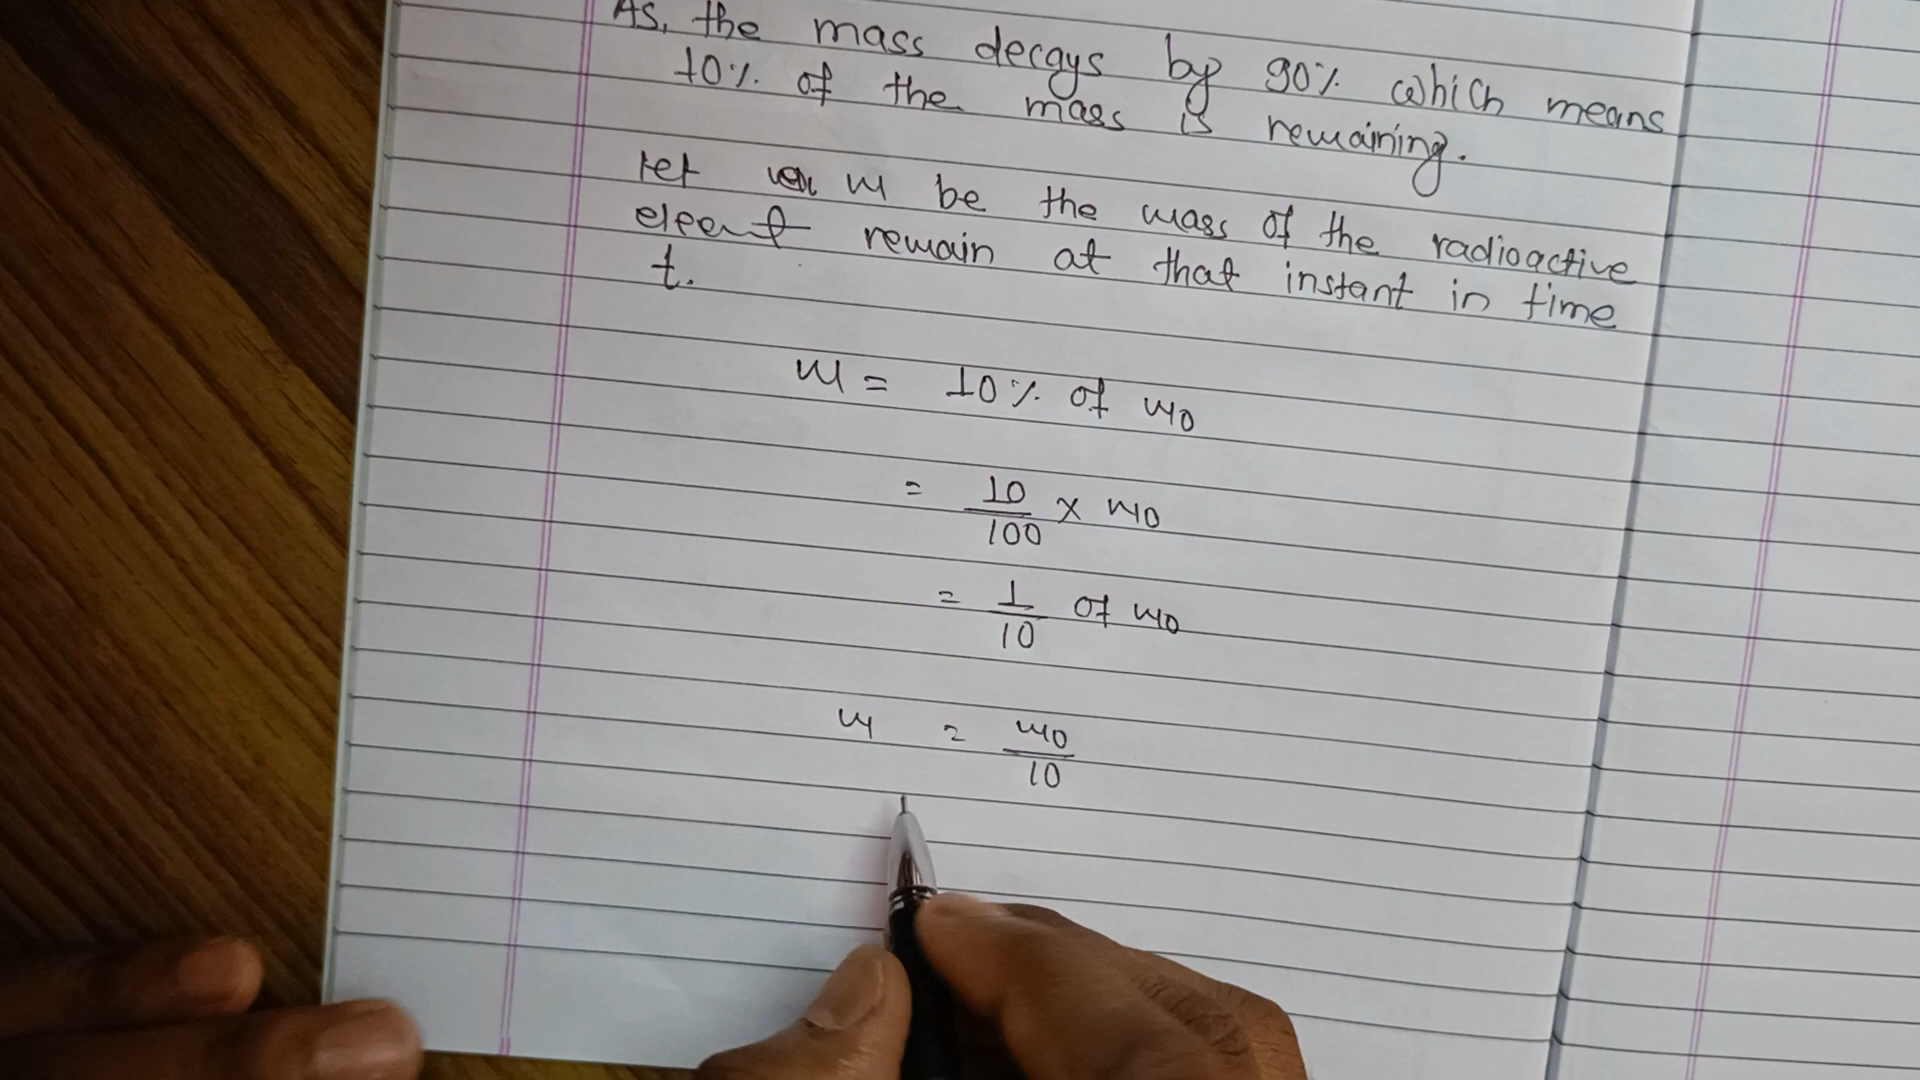 As, the mass decays by 90% which means
10% of the mass is remaining.
let m be the mass of the radioactive
remain at that instant in time
t.
m = 10% of m0
= 10/100 × m0
= 1/10 of m0
m = m0/10